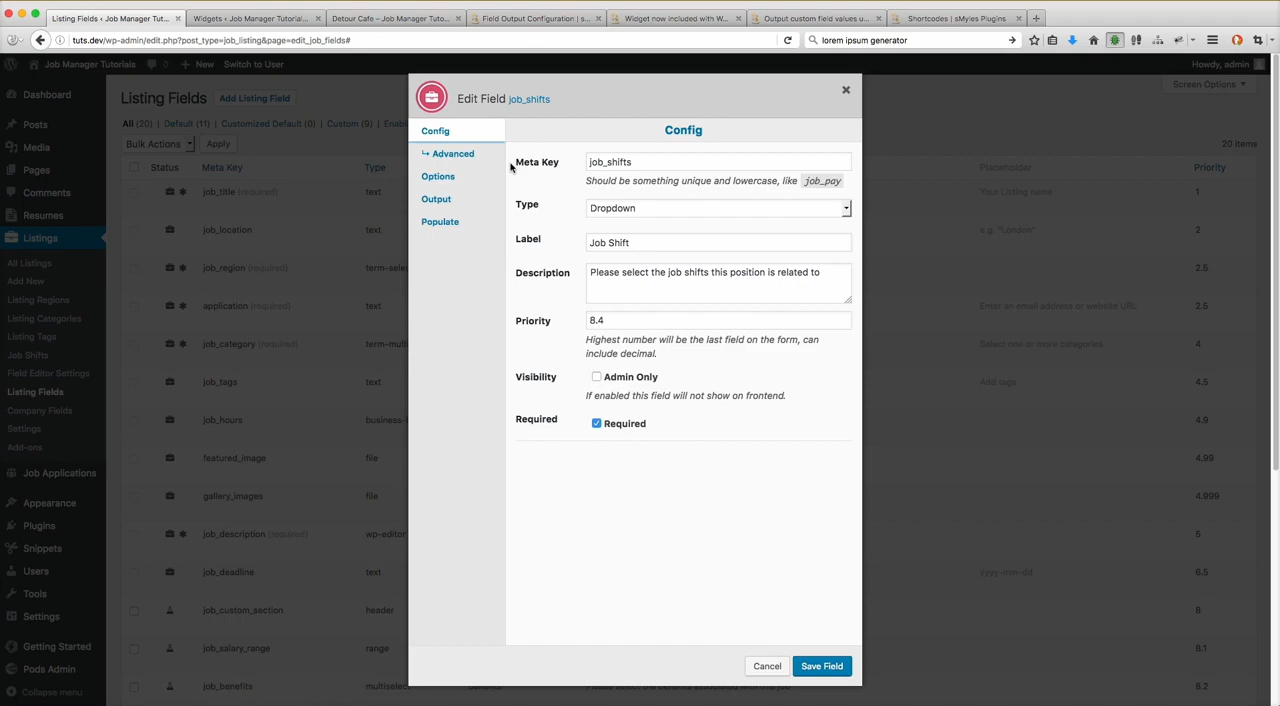 Listing Fields ‹ Job Manager Tut... ×
Widgets ‹ Job Manager Tutorial... ×
Detour Cafe – Job Manager Tuto... ×
Field Output Configuration | s... ×
Widget now included with W... ×
Output custom field values u... ×
Shortcodes | sMyles Plugins ×
tuts.dev/wp-admin/edit.php?post_type=job_listing&page=edit_job_fields#
lorem ipsum generator
Job Manager Tutorials 0 + New Switch to User Howdy, admin
Dashboard
Posts
Media
Pages
Comments
Resumes
Listings
All Listings
Add New
Listing Regions
Listing Categories
Listing Tags
Job Shifts
Field Editor Settings
Listing Fields
Company Fields
Settings
Add-ons
Job Applications
Appearance
Plugins
Snippets
Users
Tools
Settings
Getting Started
Pods Admin
Collapse menu
Listing Fields Add Listing Field
Screen Options
All (20) | Default (11) | Customized Default (0) | Custom (9) |
Bulk Actions Apply
20 items
Status Meta Key Type Placeholder Priority
job_title (required) text Your Listing name 1
job_location text e.g. "London" 2
job_region (required) term-selec 2.5
application (required) text Enter an email address or website URL 2.5
job_category (required) term-mult Select one or more categories 4
job_tags text Add tags 4.5
job_hours business- 4.9
featured_image file 4.99
gallery_images file 4.999
job_description (required) wp-editor 5
job_deadline text yyyy-mm-dd 6.5
job_custom_section header 8
job_salary_range range 8.1
job_benefits multiselect 8.2
Edit Field job_shifts
Config
↳ Advanced
Options
Output
Populate
Config
Meta Key job_shifts
Should be something unique and lowercase, like job_pay
Type Dropdown
Label Job Shift
Description Please select the job shifts this position is related to
Priority 8.4
Highest number will be the last field on the form, can
include decimal.
Visibility Admin Only
If enabled this field will not show on frontend.
Required Required
Cancel Save Field